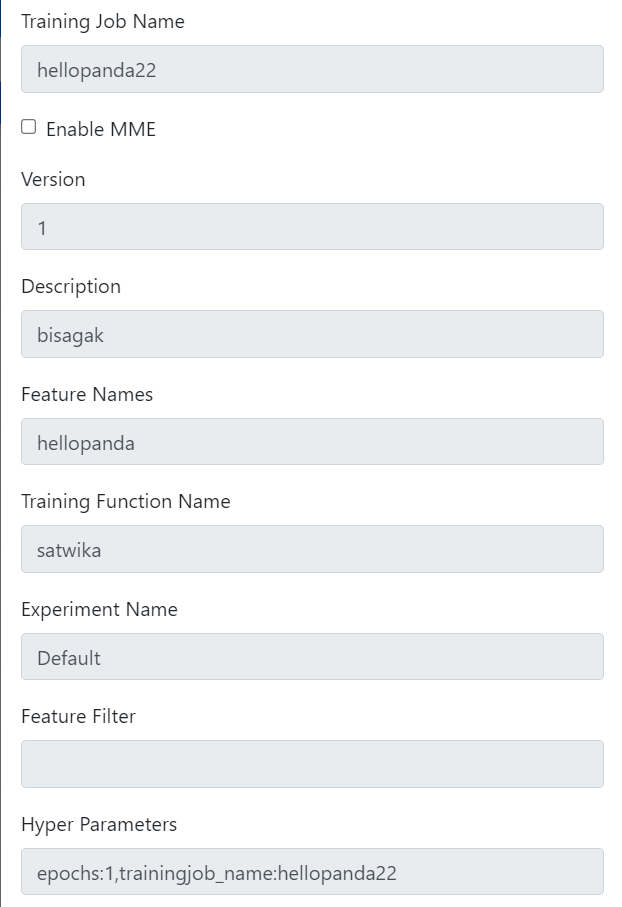 Training Job Name
hellopanda22
Enable MME
Version
1
Description
bisagak
Feature Names
hellopanda
Training Function Name
satwika
Experiment Name
Default
Feature Filter
Hyper Parameters
epochs:1,trainingjob_name:hellopanda22